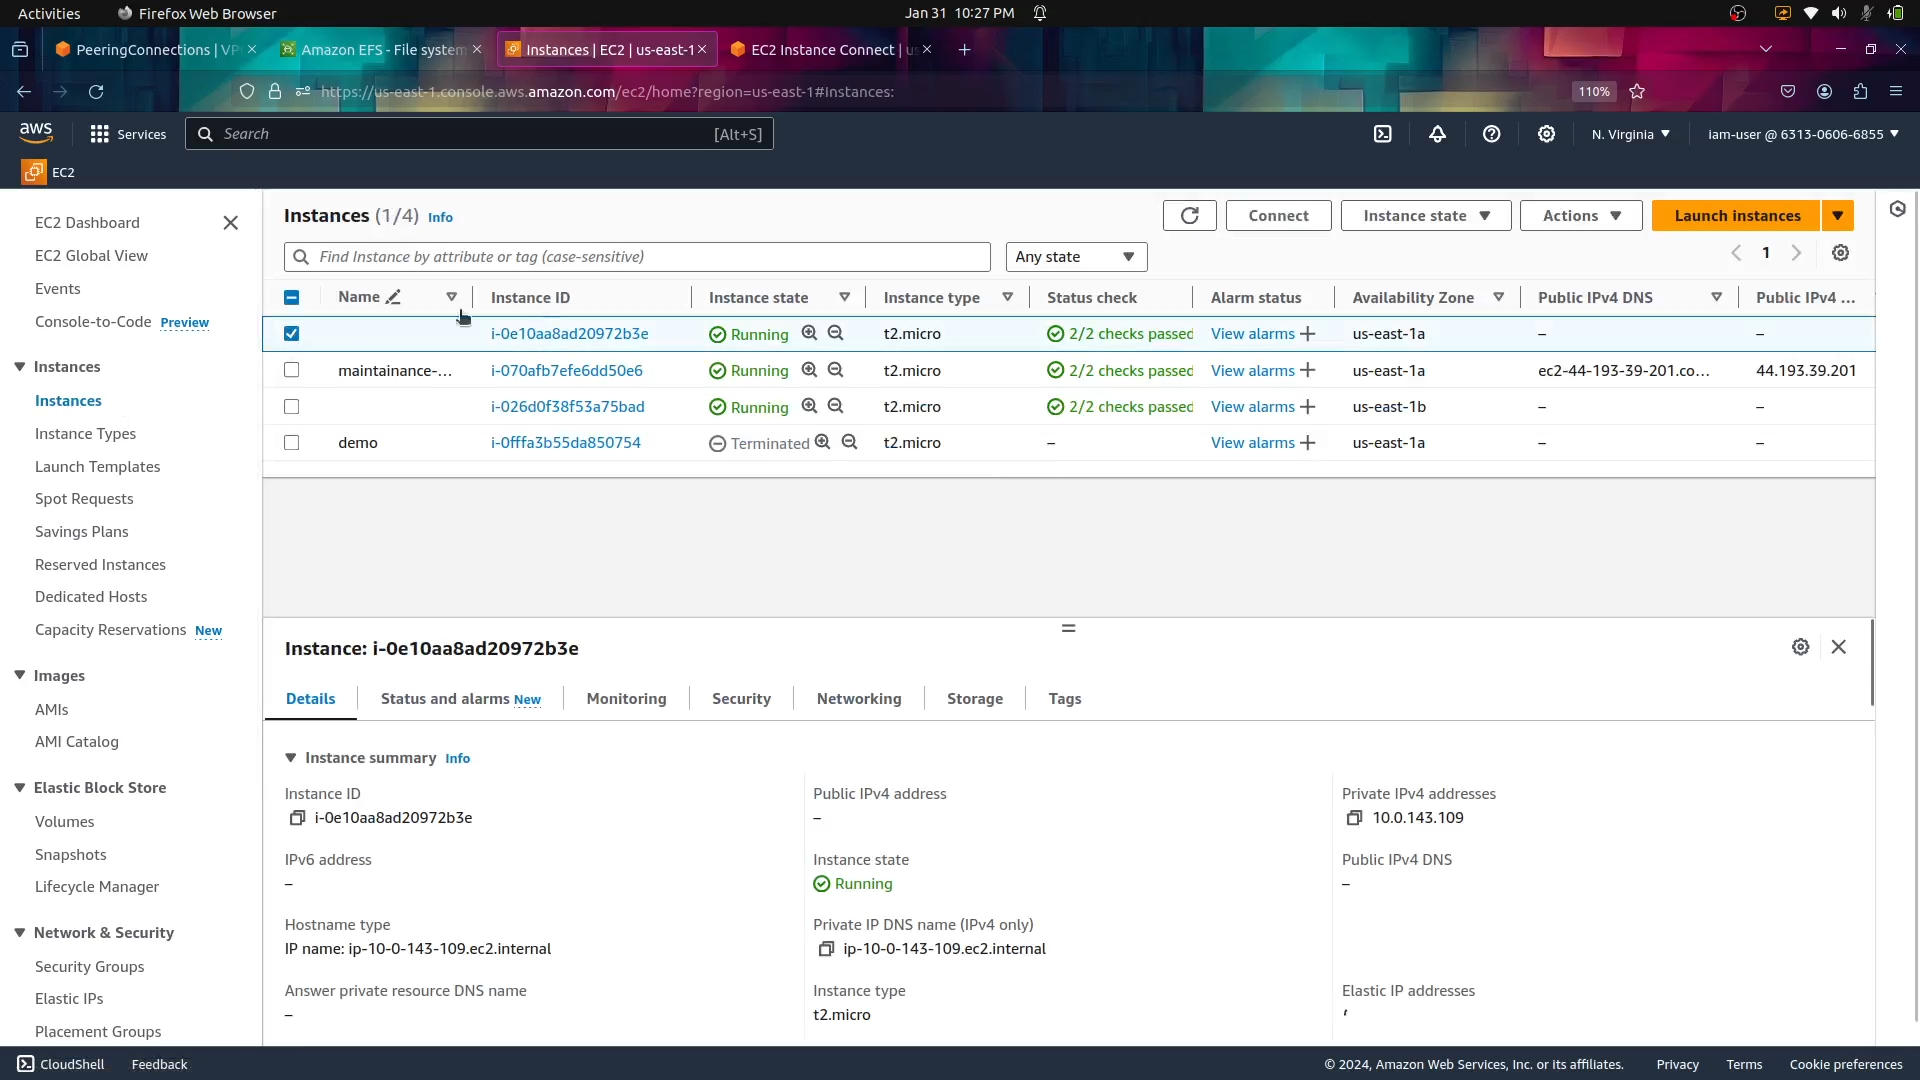 Activities
Firefox Web Browser
Jan 31 10:27 PM
PeeringConnections | VP
Amazon EFS - File system
Instances | EC2 | us-east-1
EC2 Instance Connect | us
https://us-east-1.console.aws.amazon.com/ec2/home?region=us-east-1#Instances:
110%
aws
Services
Search
[Alt+S]
N. Virginia
iam-user @ 6313-0606-6855
EC2
EC2 Dashboard
EC2 Global View
Events
Console-to-Code Preview
Instances
Instances
Instance Types
Launch Templates
Spot Requests
Savings Plans
Reserved Instances
Dedicated Hosts
Capacity Reservations New
Images
AMIs
AMI Catalog
Elastic Block Store
Volumes
Snapshots
Lifecycle Manager
Network & Security
Security Groups
Elastic IPs
Placement Groups
Instances (1/4) Info
Connect
Instance state
Actions
Launch instances
Find Instance by attribute or tag (case-sensitive)
Any state
1
Name Instance ID Instance state Instance type Status check Alarm status Availability Zone Public IPv4 DNS Public IPv4 ...
i-0e10aa8ad20972b3e Running t2.micro 2/2 checks passed View alarms us-east-1a – –
maintainance-... i-070afb7efe6dd50e6 Running t2.micro 2/2 checks passed View alarms us-east-1a ec2-44-193-39-201.co... 44.193.39.201
i-026d0f38f53a75bad Running t2.micro 2/2 checks passed View alarms us-east-1b – –
demo i-0fffa3b55da850754 Terminated t2.micro – View alarms us-east-1a – –
Instance: i-0e10aa8ad20972b3e
Details
Status and alarms New
Monitoring
Security
Networking
Storage
Tags
Instance summary Info
Instance ID
i-0e10aa8ad20972b3e
Public IPv4 address
–
Private IPv4 addresses
10.0.143.109
IPv6 address
–
Instance state
Running
Public IPv4 DNS
–
Hostname type
IP name: ip-10-0-143-109.ec2.internal
Private IP DNS name (IPv4 only)
ip-10-0-143-109.ec2.internal
Answer private resource DNS name
–
Instance type
t2.micro
Elastic IP addresses
CloudShell
Feedback
© 2024, Amazon Web Services, Inc. or its affiliates.
Privacy
Terms
Cookie preferences